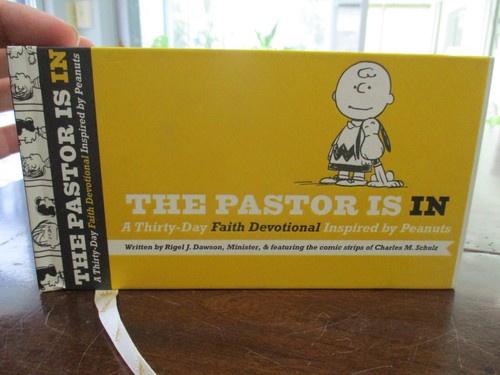 THE PASTOR IS IN
A Thirty-Day Faith Devotional Inspired by Peanuts
THE PASTOR IS IN
A Thirty-Day Faith Devotional Inspired by Peanuts
Written by Rigel J. Dawson, Minister, & featuring the comic strips of Charles M. Schulz